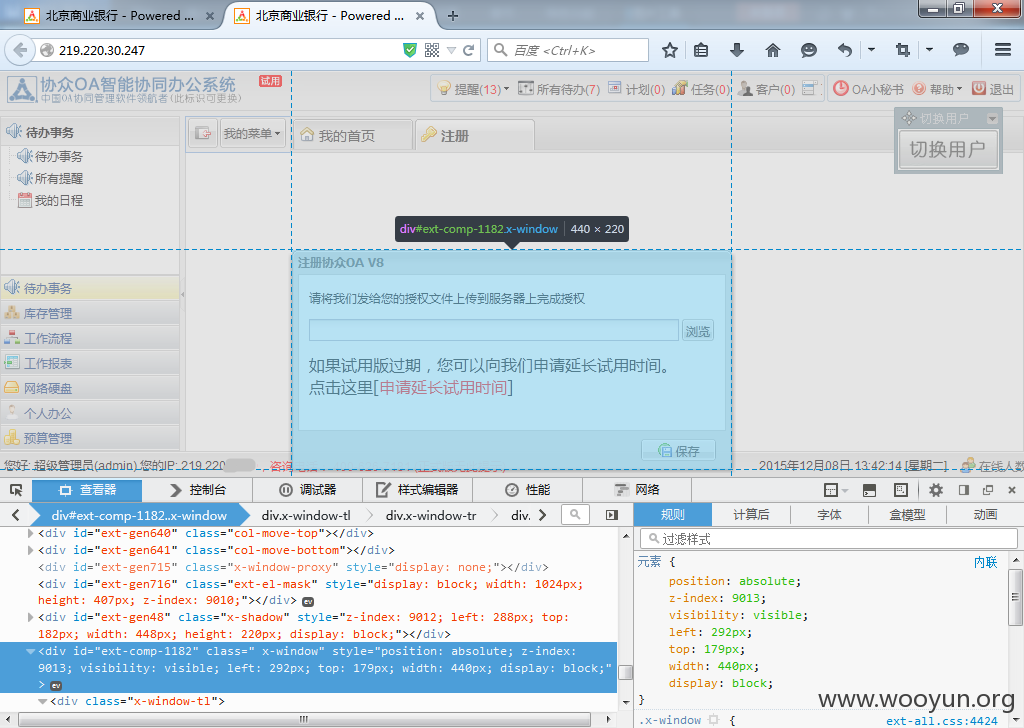 北京商业银行 - Powered ...
北京商业银行 - Powered ...
219.220.30.247
百度 <Ctrl+K>
协众OA智能协同办公系统
试用
中国OA协同管理软件领航者(此标识可更换)
提醒(13)
所有待办(7)
计划(0)
任务(0)
客户(0)
OA小秘书
帮助
退出
待办事务
待办事务
所有提醒
我的日程
我的菜单
我的首页
注册
切换用户
切换用户
div#ext-comp-1182.x-window
440 × 220
注册协众OA V8
请将我们发给您的授权文件上传到服务器上完成授权
浏览
如果试用版过期，您可以向我们申请延长试用时间。
点击这里[申请延长试用时间]
保存
待办事务
库存管理
工作流程
工作报表
网络硬盘
个人办公
预算管理
您好: 超级管理员(admin) 您的IP: 219.220
2015年12月08日 13:42:14 [星期二]
在线人数
查看器
控制台
调试器
样式编辑器
性能
网络
div#ext-comp-1182..x-window
div.x-window-tl
div.x-window-tr
div.
规则
计算后
字体
盒模型
动画
过滤样式
<div id="ext-gen640" class="col-move-top"></div>
<div id="ext-gen641" class="col-move-bottom"></div>
<div id="ext-gen715" class="x-window-proxy" style="display: none;"></div>
<div id="ext-gen716" class="ext-el-mask" style="display: block; width: 1024px;
height: 407px; z-index: 9010;"></div> ev
<div id="ext-gen48" class="x-shadow" style="z-index: 9012; left: 288px; top:
182px; width: 448px; height: 220px; display: block;"></div>
<div id="ext-comp-1182" class=" x-window" style="position: absolute; z-index:
9013; visibility: visible; left: 292px; top: 179px; width: 440px; display: block;"
> ev
<div class="x-window-tl">
元素 {
内联
position: absolute;
z-index: 9013;
visibility: visible;
left: 292px;
top: 179px;
width: 440px;
display: block;
}
.x-window {
ext-all.css:4424
www.wooyun.org